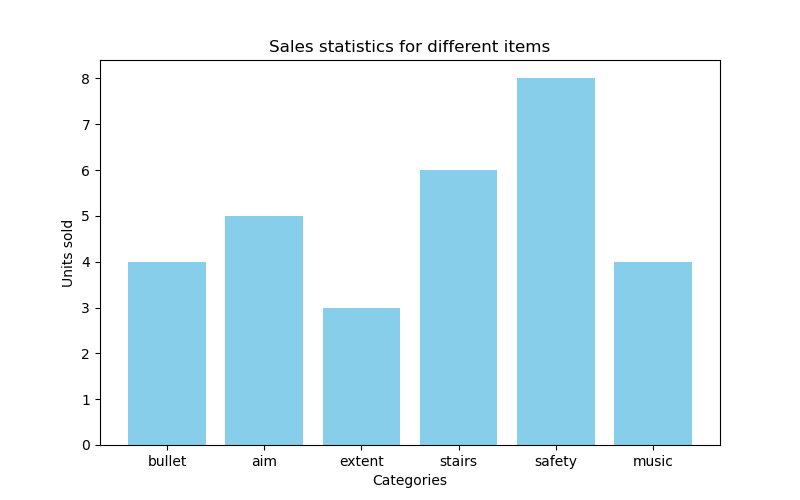 Sales statistics for different items
Units sold
8
7
6
5
4
3
2
1
0
bullet aim extent stairs safety music
Categories